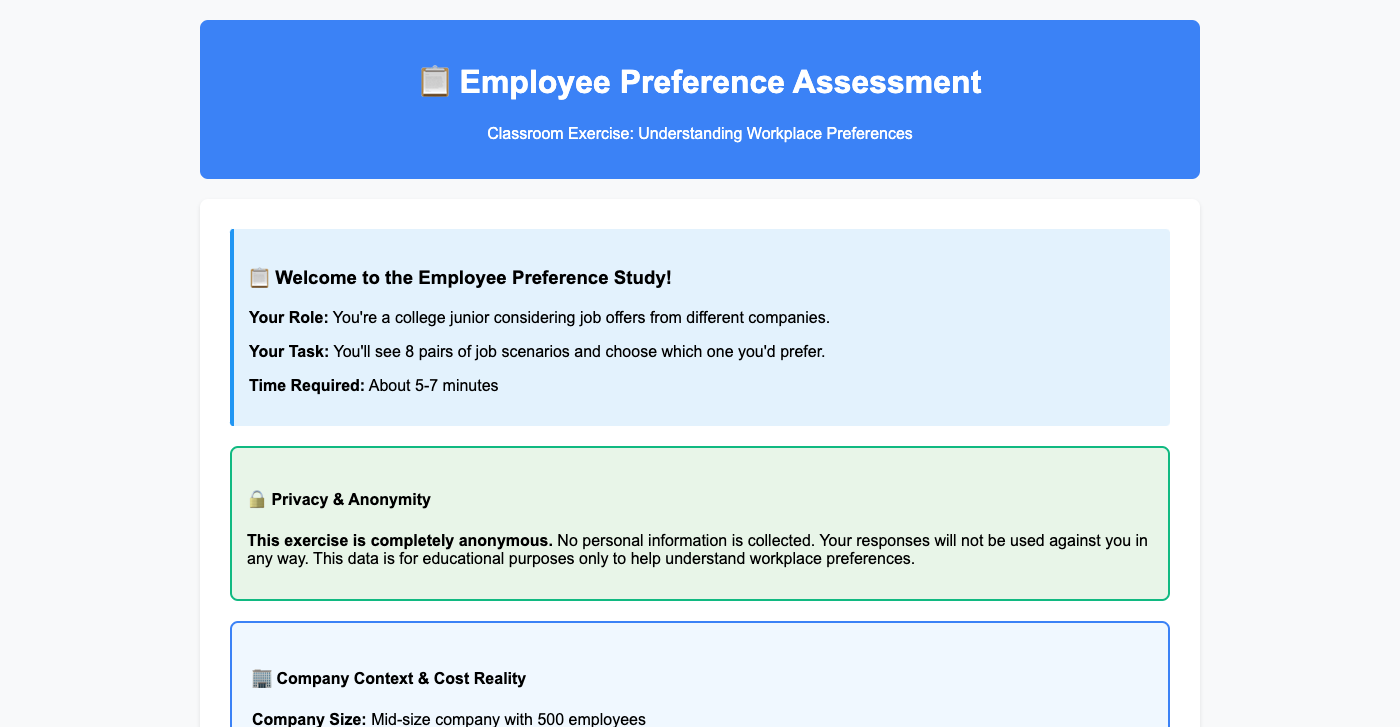 📋 Employee Preference Assessment
Classroom Exercise: Understanding Workplace Preferences
📋 Welcome to the Employee Preference Study!
Your Role: You're a college junior considering job offers from different companies.
Your Task: You'll see 8 pairs of job scenarios and choose which one you'd prefer.
Time Required: About 5-7 minutes
🔒 Privacy & Anonymity
This exercise is completely anonymous. No personal information is collected. Your responses will not be used against you in
any way. This data is for educational purposes only to help understand workplace preferences.
🏢 Company Context & Cost Reality
Company Size: Mid-size company with 500 employees